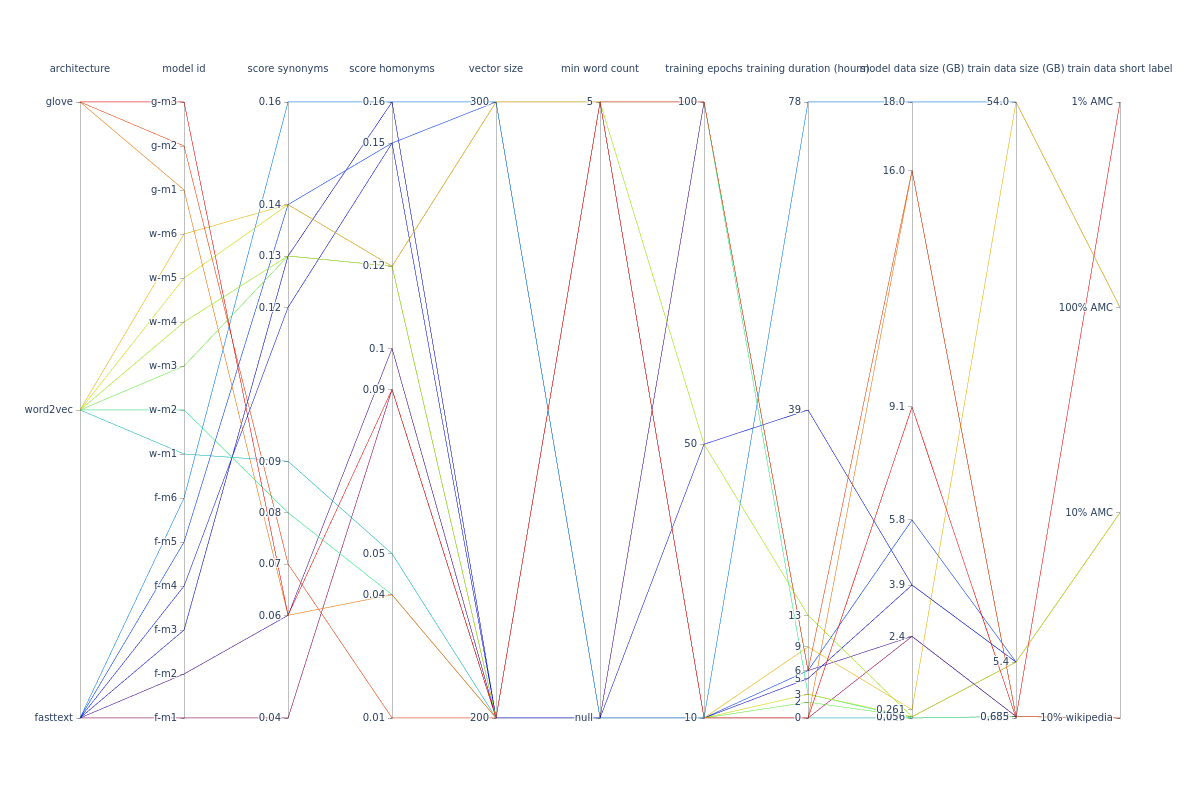 architecture model id score synonyms score homonyms vector size min word count training epochs training duration (hours) model data size (GB) train data size (GB) train data short label
glove g-m3 0.16 0.16 300 5 100 78 18.0 54.0 1% AMC
g-m2 0.15
16.0
g-m1
0.14
w-m6
0.13 0.12
w-m5
0.12 100% AMC
w-m4
0.1
w-m3
0.09
word2vec w-m2 39 9.1
50
w-m1 0.09
f-m6
0.08 5.8 10% AMC
f-m5
0.07 0.05
f-m4 3.9
0.04
0.06 13
f-m3
2.4
9
5.4
f-m2 6
5
3
2 0.261
fasttext f-m1 0.04 0.01 200 null 10 0 0,056 0,685 10% wikipedia